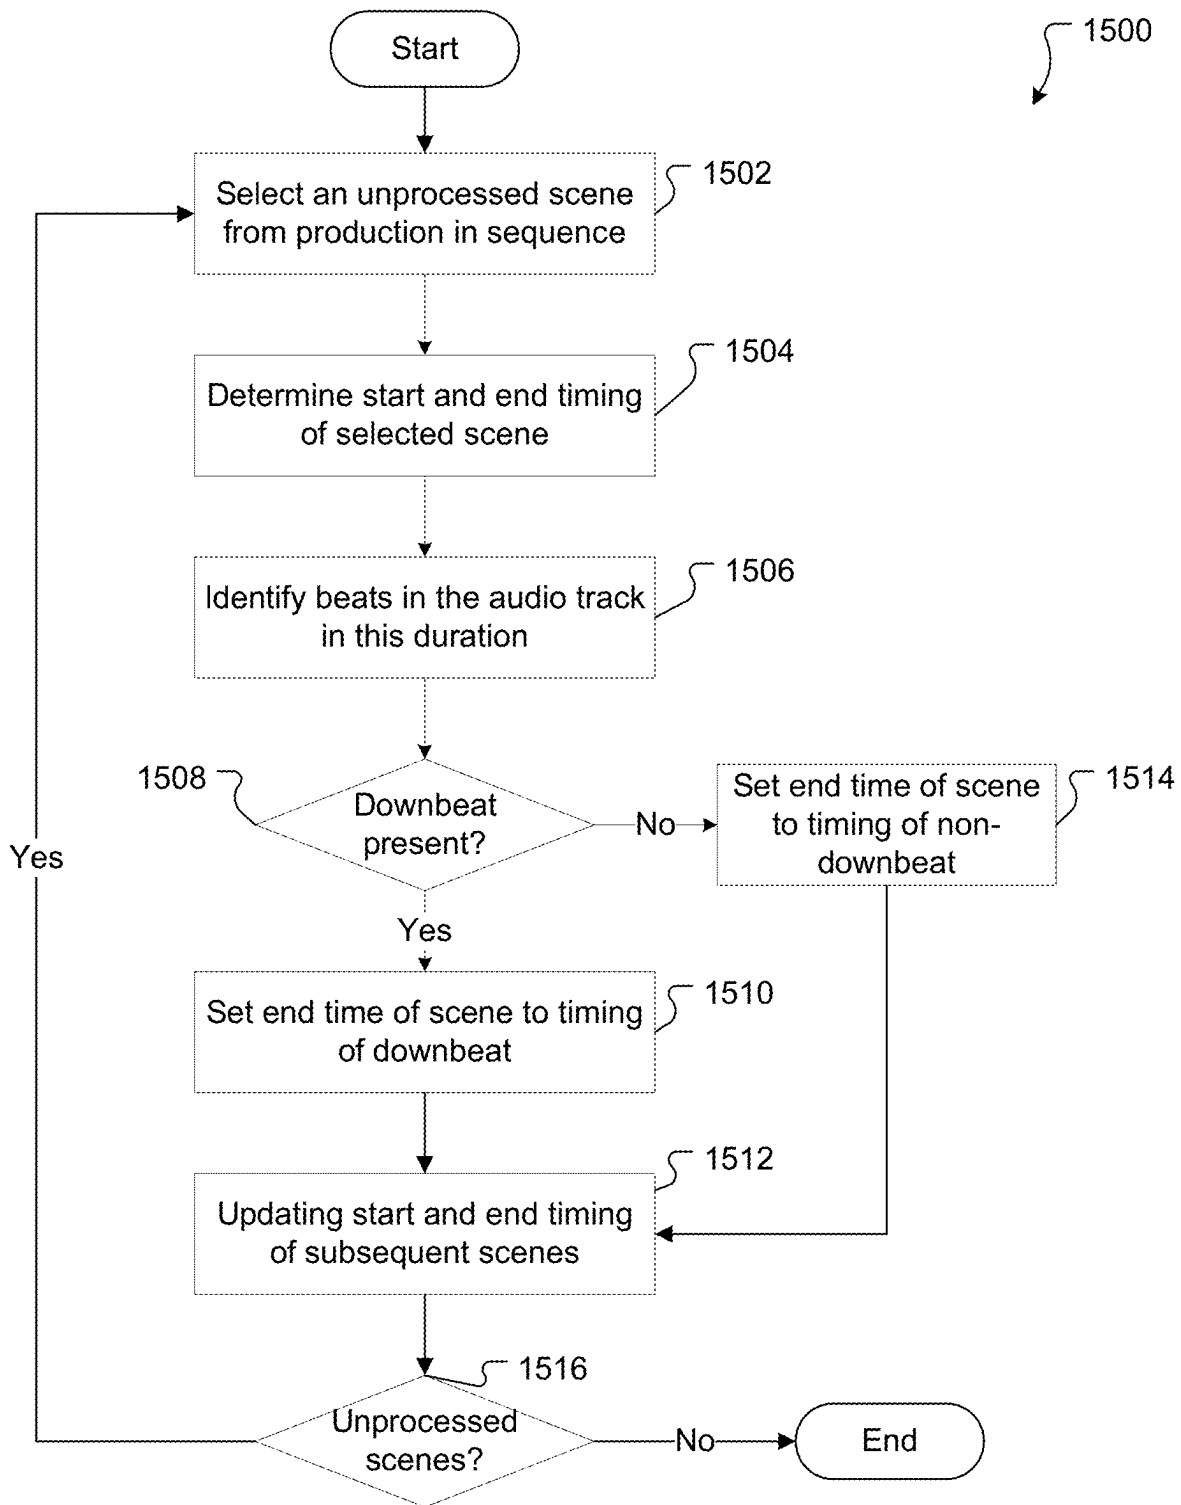 Start
1500
Select an unprocessed scene
from production in sequence
1502
Determine start and end timing
of selected scene
1504
Identify beats in the audio track
in this duration
1506
1508
Downbeat
present?
No
Set end time of scene
to timing of non-
downbeat
1514
Yes
Yes
Set end time of scene to timing
of downbeat
1510
Updating start and end timing
of subsequent scenes
1512
Unprocessed
scenes?
1516
No
End